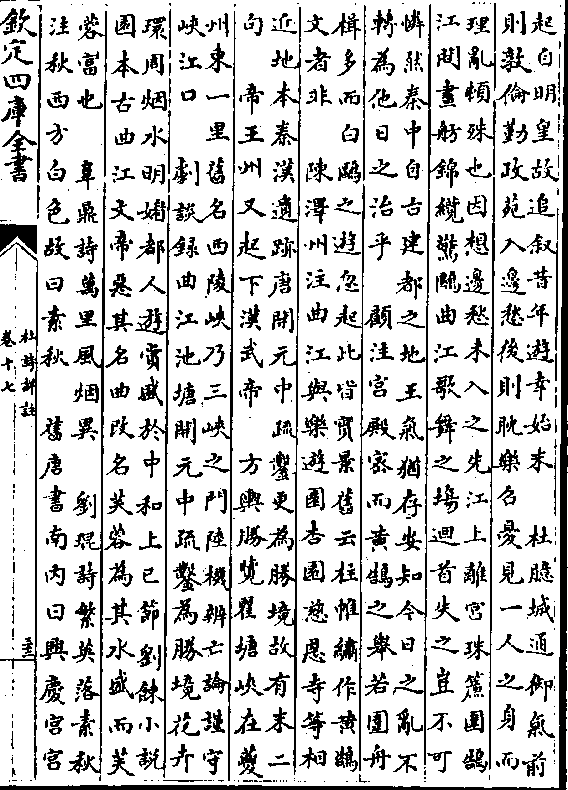 起自明皇故追叙昔年遊幸始末　杜臆城通御氣前
則敦倫勤政苑入邊愁後則耽樂召憂見一人之身而
理亂頓殊也因想邊愁未入之先江上離宮珠簾圍鵠
江間畫舫錦纜驚鷗曲江歌舞之塲迴首失之豈不可
憐然秦中自古建都之地王氣猶存安知今日之亂不
轉為他日之治乎　顧注宮殿密而黄鵠之舉若圍舟
楫多而白鷗之遊忽起此皆實景舊云柱帷繡作黄鵠
文者非　陳澤州注曲江與樂遊園杏園慈恩寺等相
近地本秦漢遺跡唐開元中疏鑿更為勝境故有末二
句　帝王州又起下漢武帝　方輿勝覽瞿塘峽在夔
州東一里舊名西陵峽乃三峽之門陸機辨亡論謹守
峽江口　劇談録曲江池塘開元中疏鑿為勝境花卉
環周烟水明媚都人遊賞盛於中和上已節劉餗小説
園本古曲江文帝惡其名曲改名芙蓉為其水盛而芙
蓉富也　阜鼎詩萬里風烟異　劉琨詩繁英落素秋
注秋西方白色故曰素秋　舊唐書南内曰興慶宮宮
欽定四庫全書
杜詩詳註
卷十七